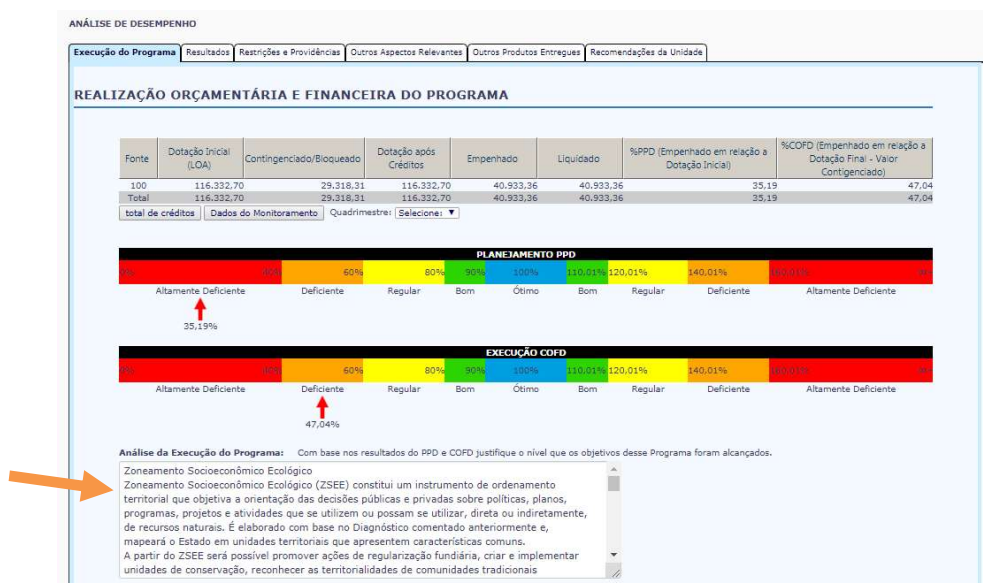 ANÁLISE DE DESEMPENHO
Execução do Programa Resultados Restrições e Providências Outros Aspectos Relevantes Outros Produtos Entregues Recomendações da Unidade
REALIZAÇÃO ORÇAMENTÁRIA E FINANCEIRA DO PROGRAMA
Fonte Dotação Inicial (LOA) Contingenciado/Bloqueado Dotação após Créditos Empenhado Liquidado %PPD (Empenhado em relação a Dotação Inicial) %COFD (Empenhado em relação a Dotação Final - Valor Contigenciado)
100 116.332,70 29.318,31 116.332,70 40.933,36 40.933,36 35,19 47,04
Total 116.332,70 29.318,31 116.332,70 40.933,36 40.933,36 35,19 47,04
total de créditos Dados do Monitoramento Quadrimestre: Selecione:
PLANEJAMENTO PPD
0% 40% 60% 80% 90% 100% 110,01% 120,01% 140,01% 160,01%
Altamente Deficiente Deficiente Regular Bom Ótimo Bom Regular Deficiente Altamente Deficiente
35,19%
EXECUÇÃO COFD
0% 40% 60% 80% 90% 100% 110,01% 120,01% 140,01% 160,01%
Altamente Deficiente Deficiente Regular Bom Ótimo Bom Regular Deficiente Altamente Deficiente
47,04%
Análise da Execução do Programa: Com base nos resultados do PPD e COFD justifique o nível que os objetivos desse Programa foram alcançados.
Zoneamento Socioeconômico Ecológico
Zoneamento Socioeconômico Ecológico (ZSEE) constitui um instrumento de ordenamento
territorial que objetiva a orientação das decisões públicas e privadas sobre políticas, planos,
programas, projetos e atividades que se utilizem ou possam se utilizar, direta ou indiretamente,
de recursos naturais. É elaborado com base no Diagnóstico comentado anteriormente e,
mapeará o Estado em unidades territoriais que apresentem características comuns.
A partir do ZSEE será possível promover ações de regularização fundiária, criar e implementar
unidades de conservação, reconhecer as territorialidades de comunidades tradicionais